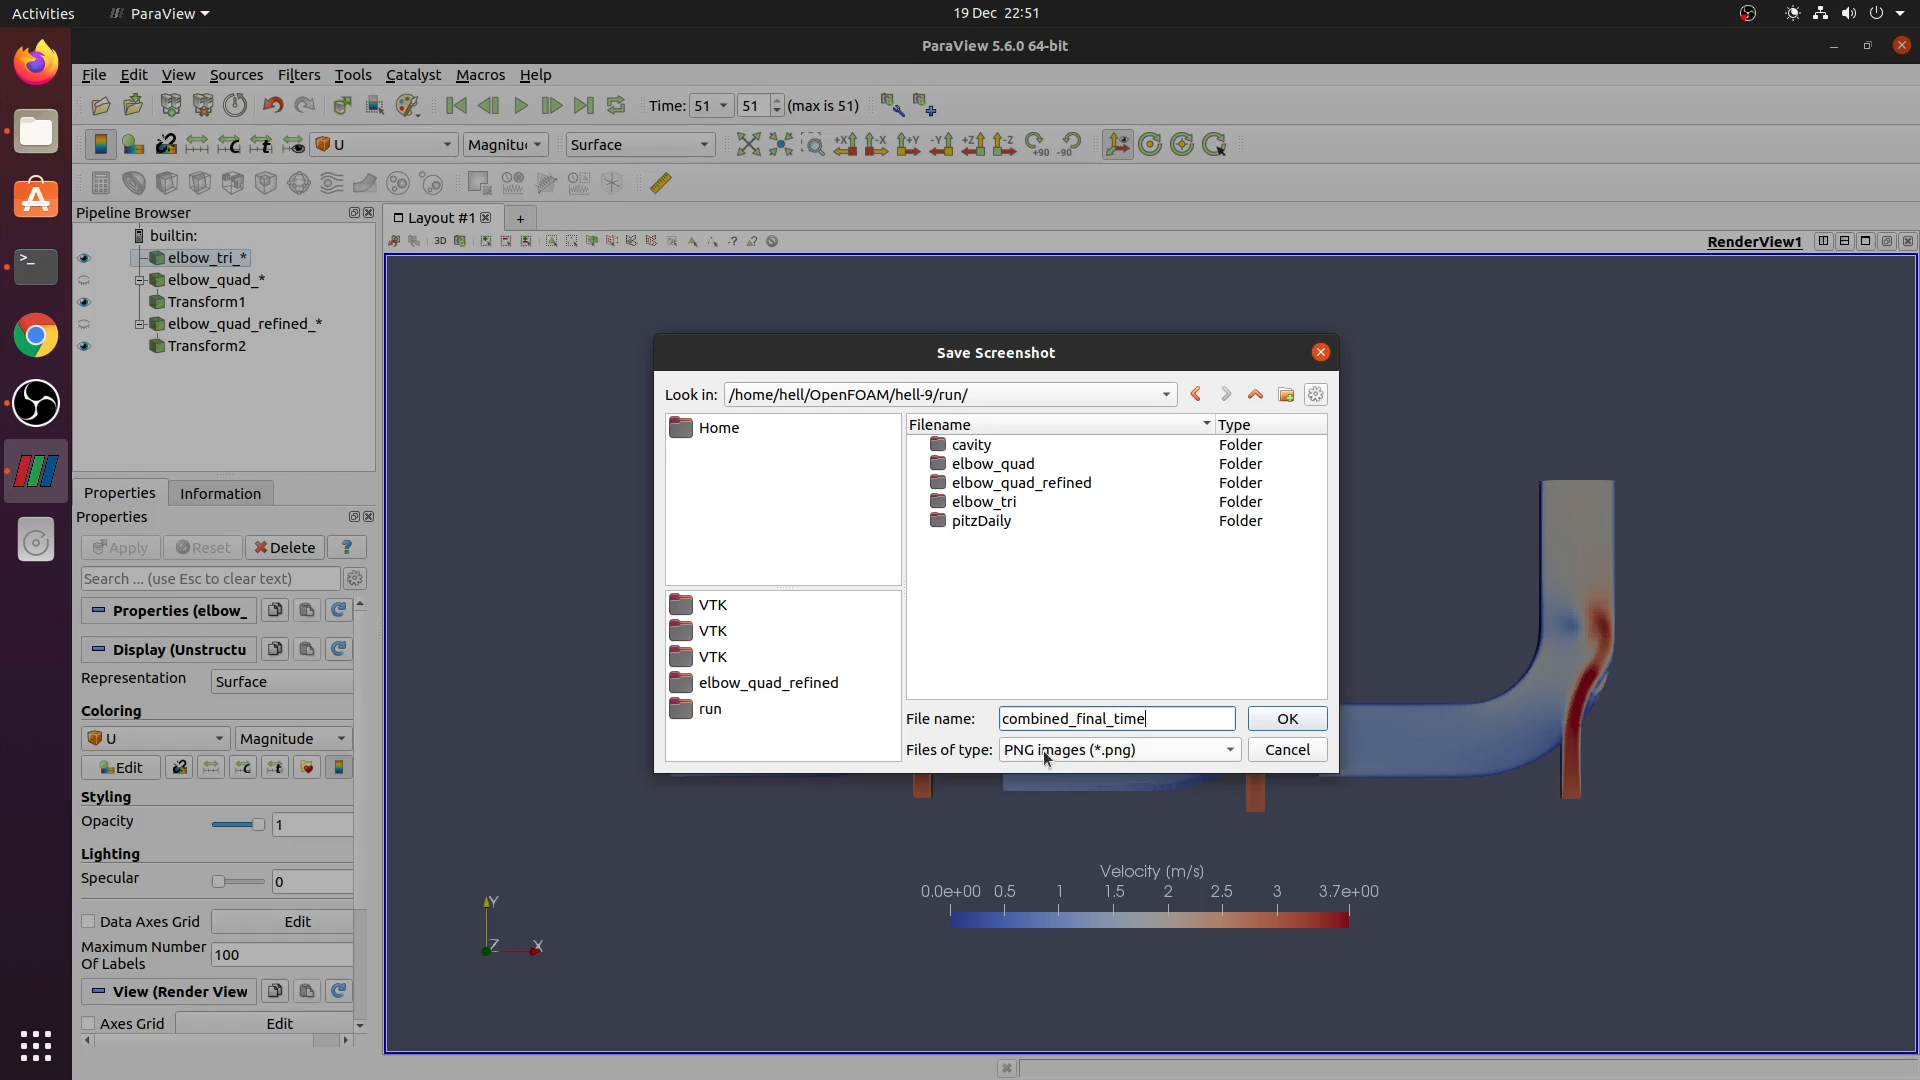 Activities
ParaView
19 Dec 22:51
ParaView 5.6.0 64-bit
File Edit View Sources Filters Tools Catalyst Macros Help
Time: 51 51 (max is 51)
U Magnitu Surface +X -X +Y -Y +Z -Z +90 -90
Pipeline Browser
builtin:
elbow_tri_*
elbow_quad_*
Transform1
elbow_quad_refined_*
Transform2
Layout #1
+
3D
RenderView1
Save Screenshot
Look in: /home/hell/OpenFOAM/hell-9/run/
Home
VTK
VTK
VTK
elbow_quad_refined
run
Filename Type
cavity Folder
elbow_quad Folder
elbow_quad_refined Folder
elbow_tri Folder
pitzDaily Folder
File name: combined_final_time OK
Files of type: PNG images (*.png) Cancel
Properties Information
Properties
Apply Reset Delete ?
Search ... (use Esc to clear text)
Properties (elbow_
Display (Unstructu
Representation Surface
Coloring
U Magnitude
Edit
Styling
Opacity 1
Lighting
Specular 0
Data Axes Grid Edit
Maximum Number Of Labels 100
View (Render View
Axes Grid Edit
Velocity (m/s)
0.0e+00 0.5 1 1.5 2 2.5 3 3.7e+00
Y
Z X